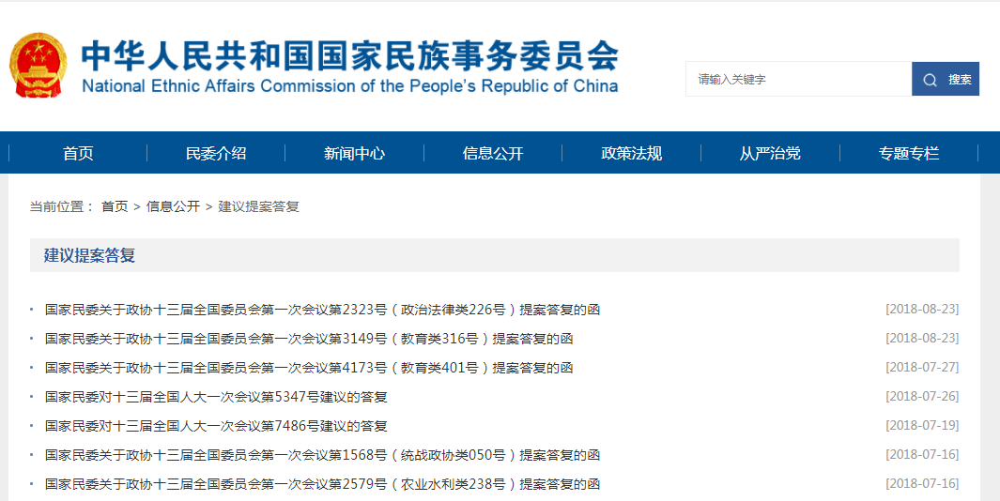 中华人民共和国国家民族事务委员会
National Ethnic Affairs Commission of the People's Republic of China
请输入关键字 搜索
首页 民委介绍 新闻中心 信息公开 政策法规 从严治党 专题专栏
当前位置： 首页 > 信息公开 > 建议提案答复
建议提案答复
国家民委关于政协十三届全国委员会第一次会议第2323号（政治法律类226号）提案答复的函 [2018-08-23]
国家民委关于政协十三届全国委员会第一次会议第3149号（教育类316号）提案答复的函 [2018-08-23]
国家民委关于政协十三届全国委员会第一次会议第4173号（教育类401号）提案答复的函 [2018-07-27]
国家民委对十三届全国人大一次会议第5347号建议的答复 [2018-07-26]
国家民委对十三届全国人大一次会议第7486号建议的答复 [2018-07-19]
国家民委关于政协十三届全国委员会第一次会议第1568号（统战政协类050号）提案答复的函 [2018-07-16]
国家民委关于政协十三届全国委员会第一次会议第2579号（农业水利类238号）提案答复的函 [2018-07-16]